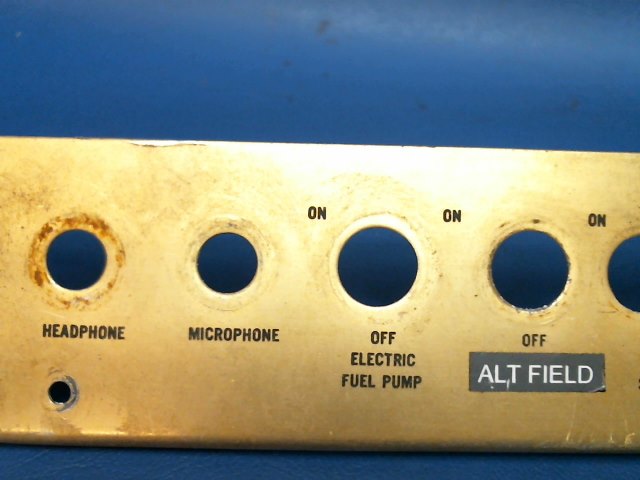 ON
ON
ON
HEADPHONE
MICROPHONE
OFF
ELECTRIC
FUEL PUMP
OFF
ALT FIELD